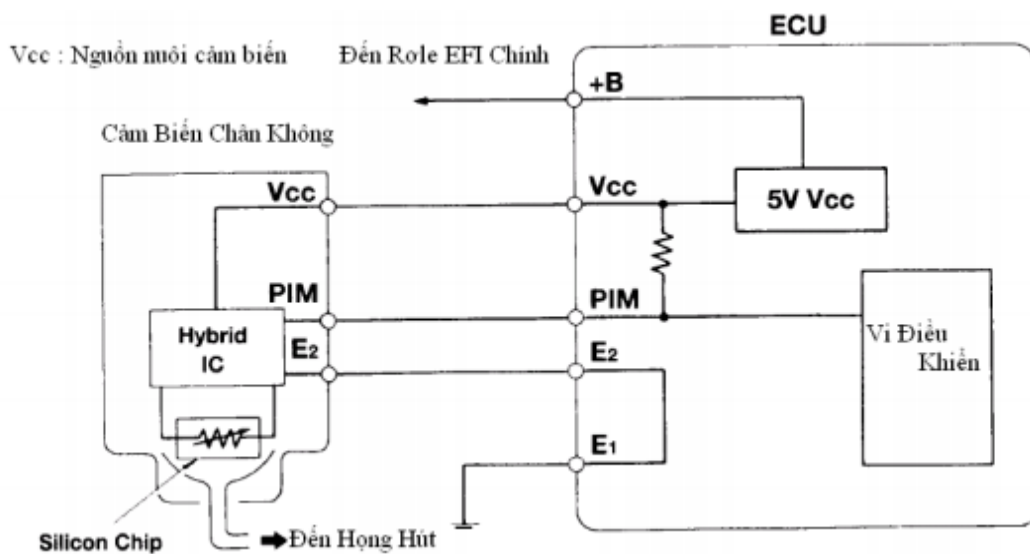 ECU
Vcc : Nguồn nuôi cảm biến
Đến Rơle EFI Chính
+B
Cảm Biến Chân Không
Vcc
Vcc
5V Vcc
PIM
PIM
Hybrid
IC
E2
E2
Vi Điều
Khiển
E1
Silicon Chip
Đến Họng Hút